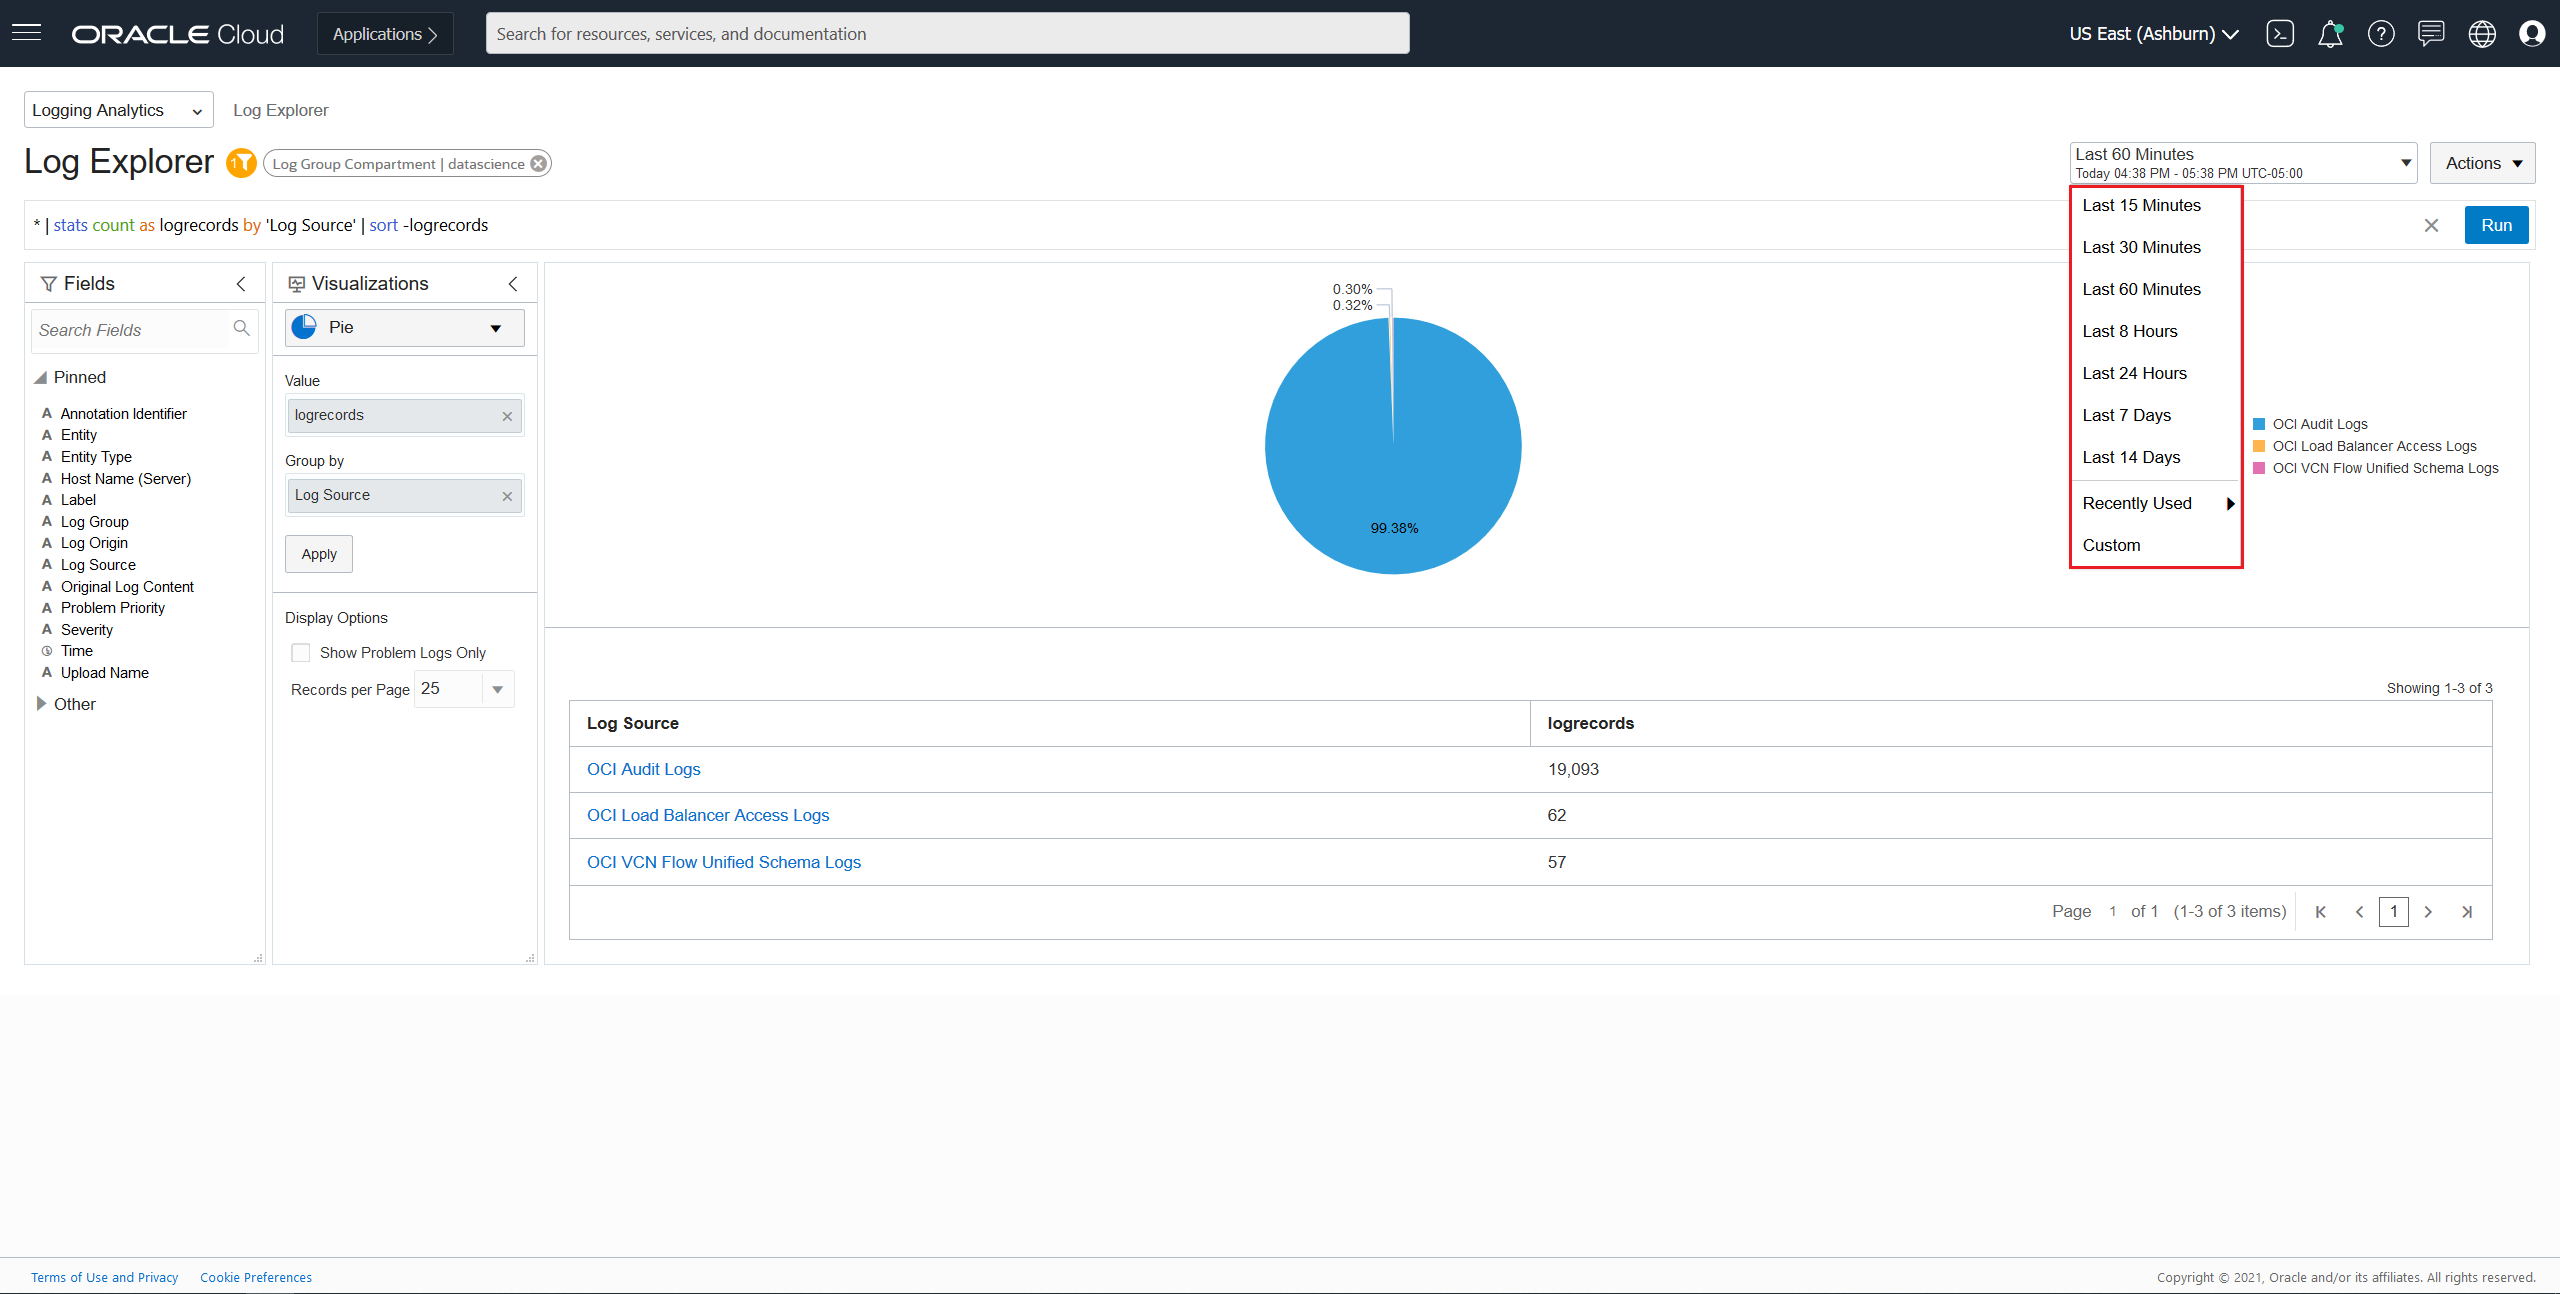 ORACLE Cloud
Applications
Search for resources, services, and documentation
US East (Ashburn)
Logging Analytics
Log Explorer
Log Explorer
1
Log Group Compartment | datascience
Last 60 Minutes
Today 04:38 PM - 05:38 PM UTC-05:00
Actions
* | stats count as logrecords by 'Log Source' | sort -logrecords
Run
Last 15 Minutes
Last 30 Minutes
Last 60 Minutes
Last 8 Hours
Last 24 Hours
Last 7 Days
Last 14 Days
Recently Used
Custom
Fields
Search Fields
Pinned
A Annotation Identifier
A Entity
A Entity Type
A Host Name (Server)
A Label
A Log Group
A Log Origin
A Log Source
A Original Log Content
A Problem Priority
A Severity
Time
A Upload Name
Other
Visualizations
Pie
Value
logrecords
Group by
Log Source
Apply
Display Options
Show Problem Logs Only
Records per Page 25
0.30%
0.32%
99.38%
OCI Audit Logs
OCI Load Balancer Access Logs
OCI VCN Flow Unified Schema Logs
Showing 1-3 of 3
Log Source logrecords
OCI Audit Logs 19,093
OCI Load Balancer Access Logs 62
OCI VCN Flow Unified Schema Logs 57
Page 1 of 1 (1-3 of 3 items) 1
Terms of Use and Privacy Cookie Preferences
Copyright © 2021, Oracle and/or its affiliates. All rights reserved.